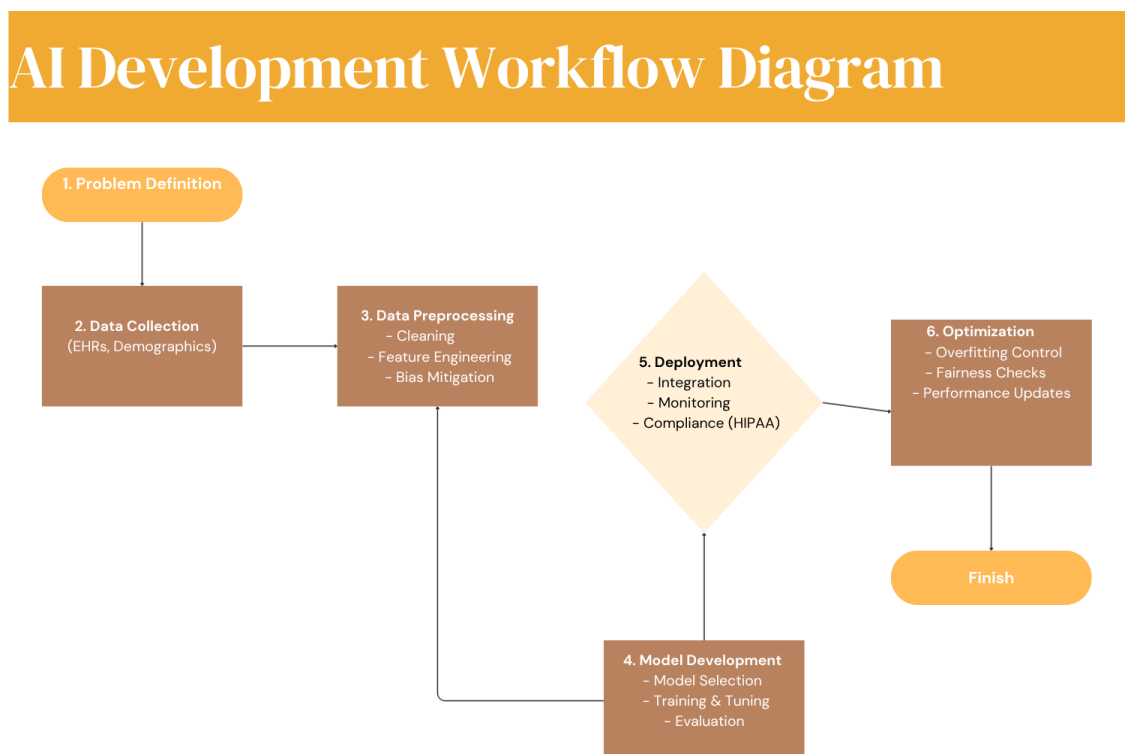 AI Development Workflow Diagram
1. Problem Definition
2. Data Collection
(EHRs, Demographics)
3. Data Preprocessing
- Cleaning
- Feature Engineering
- Bias Mitigation
4. Model Development
- Model Selection
- Training & Tuning
- Evaluation
5. Deployment
- Integration
- Monitoring
- Compliance (HIPAA)
6. Optimization
- Overfitting Control
- Fairness Checks
- Performance Updates
Finish